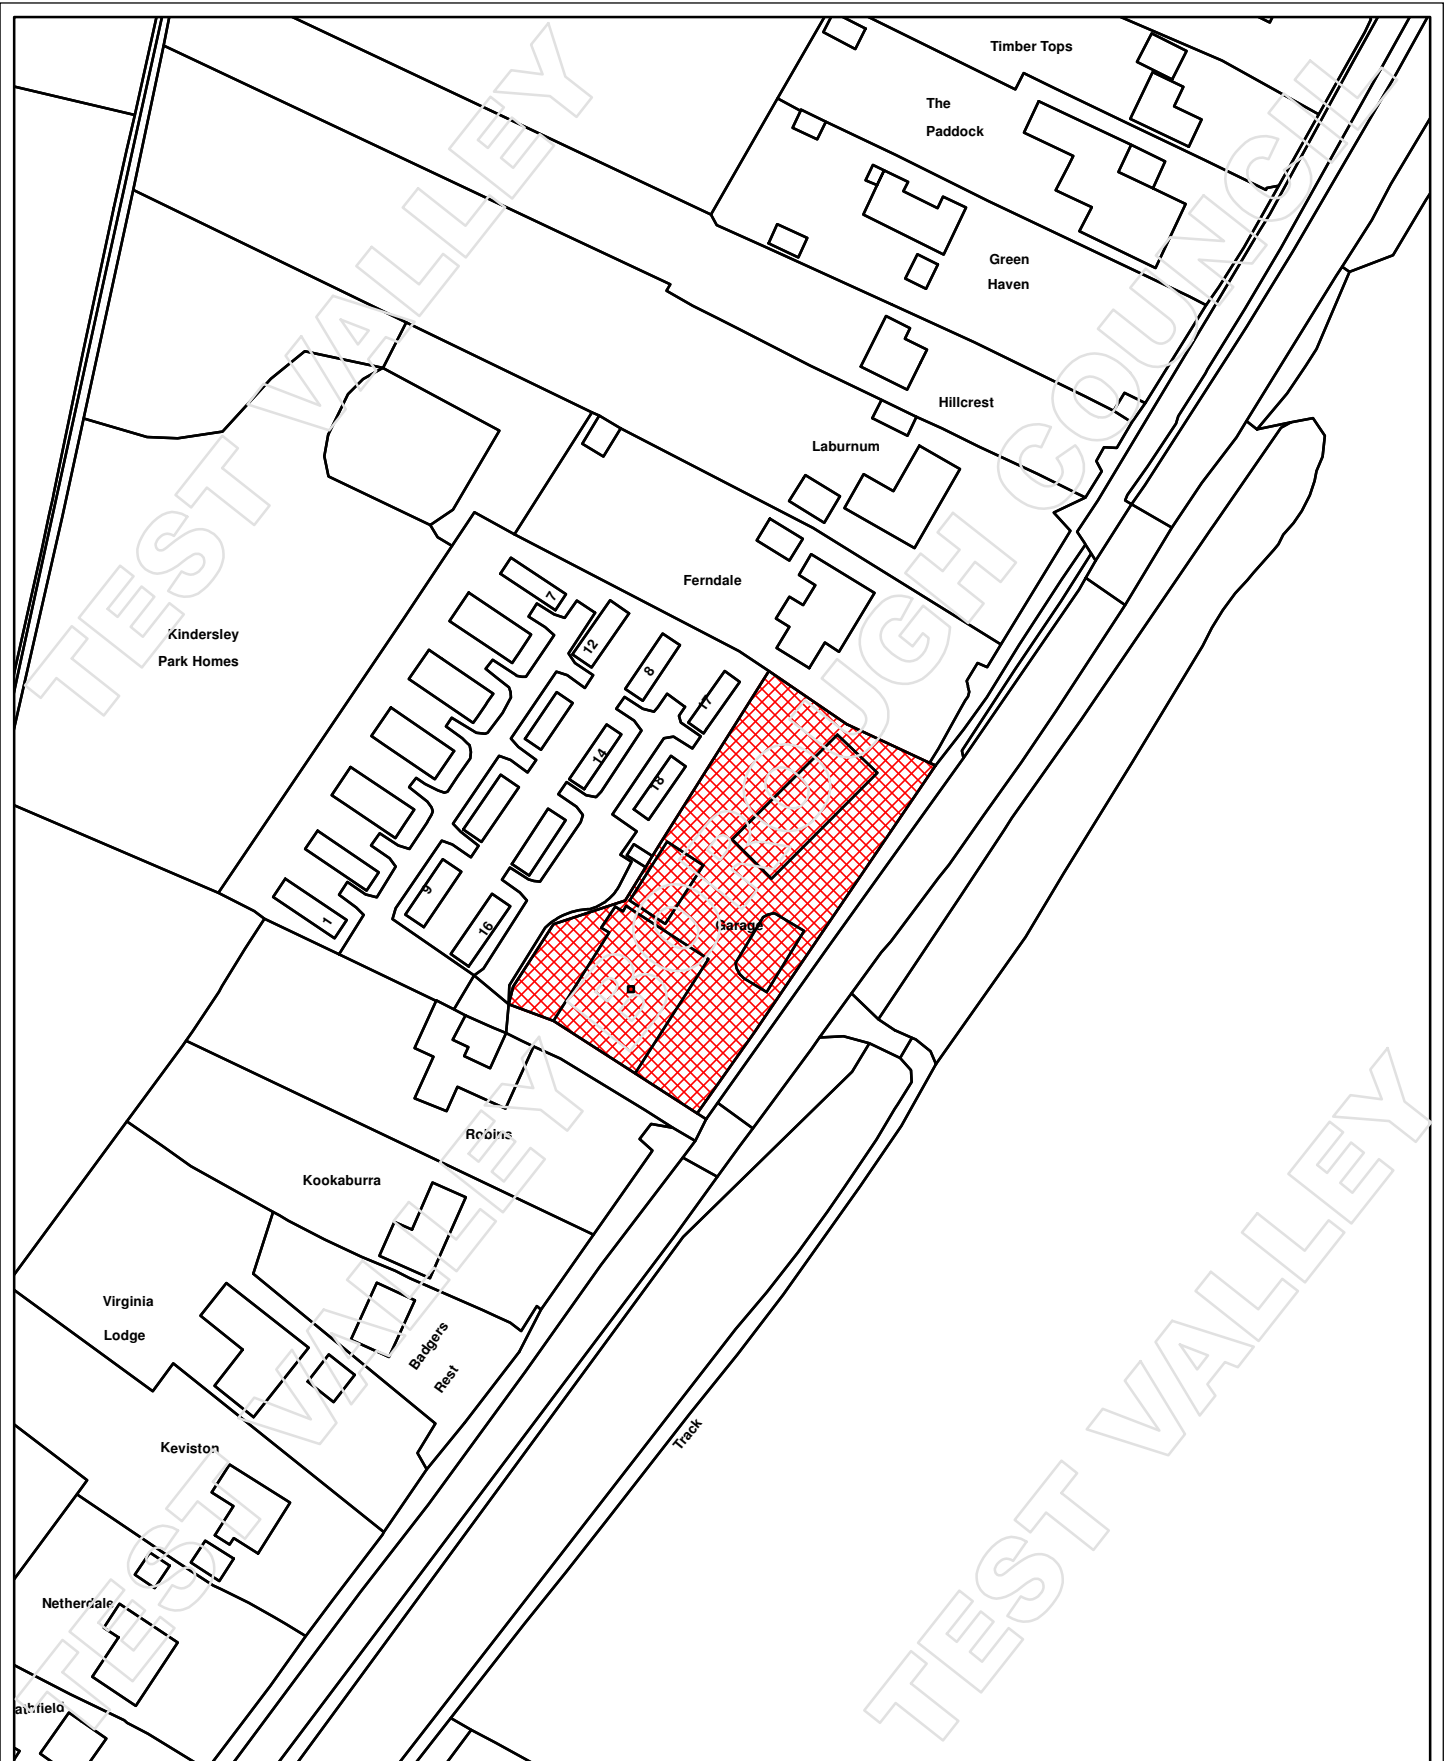 Timber Tops
The
Paddock
Green
Haven
Hillcrest
Laburnum
Ferndale
Kindersley
Park Homes
7
12
8
17
14
18
9
16
1
Garage
Robins
Kookaburra
Virginia
Lodge
Badgers
Rest
Keviston
Track
Netherdale
athfield
TEST VALLEY
BOROUGH COUNCIL
TEST VALLEY
TEST VALLEY